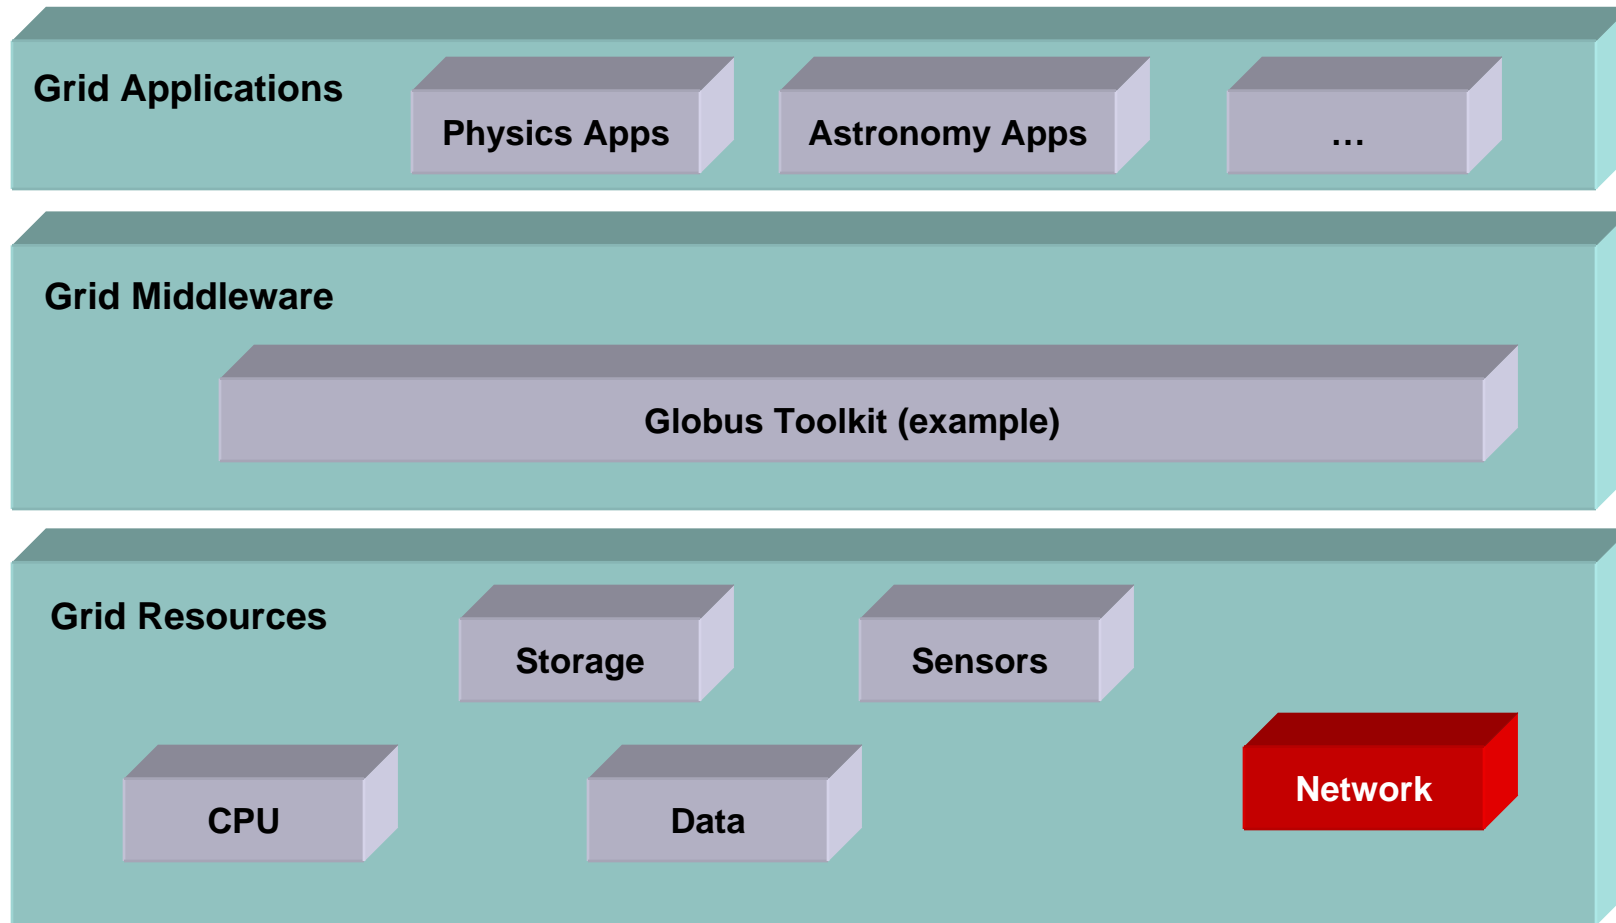 Grid Applications
Physics Apps
Astronomy Apps
…
Grid Middleware
Globus Toolkit (example)
Grid Resources
Storage
Sensors
Network
CPU
Data